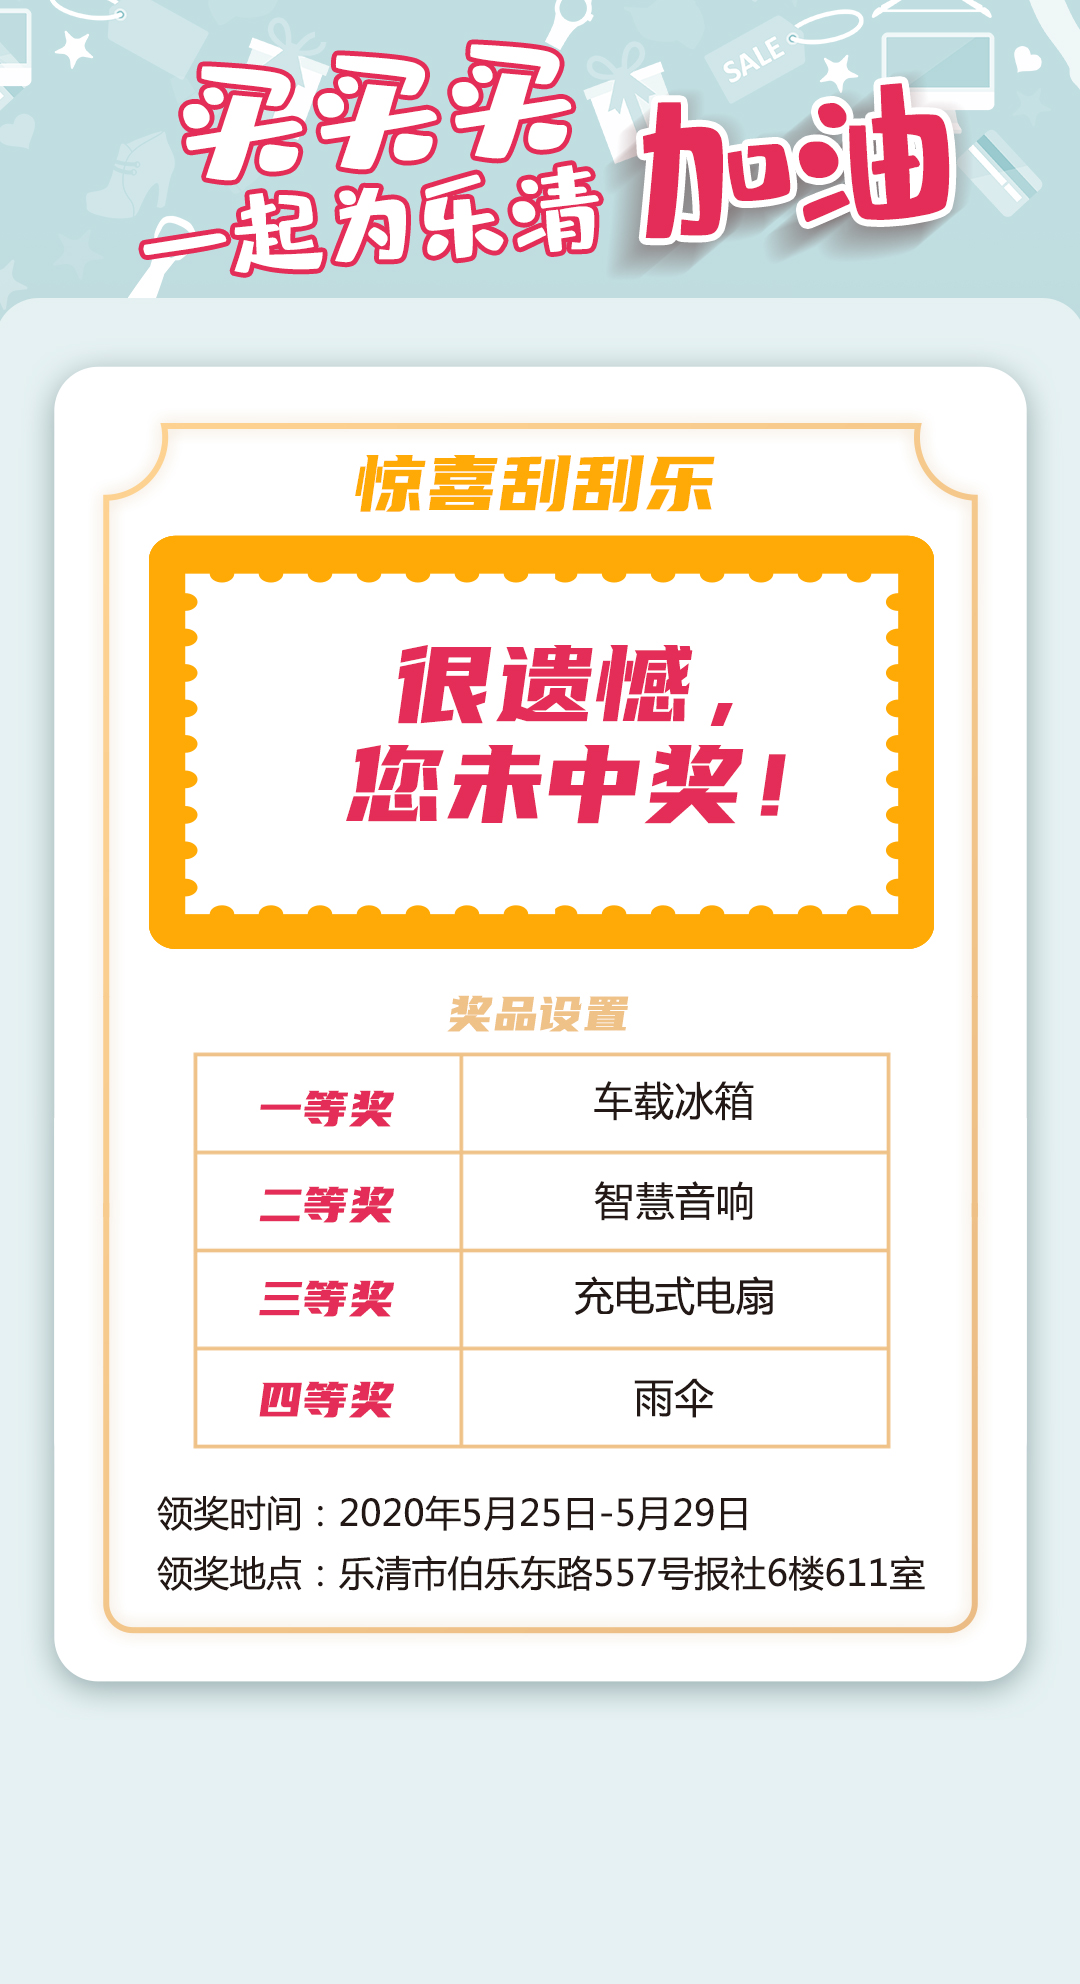 买买买
一起为乐清
加油
SALE
惊喜刮刮乐
很遗憾，
您未中奖！
奖品设置
一等奖 车载冰箱
二等奖 智慧音响
三等奖 充电式电扇
四等奖 雨伞
领奖时间：2020年5月25日-5月29日
领奖地点：乐清市伯乐东路557号报社6楼611室